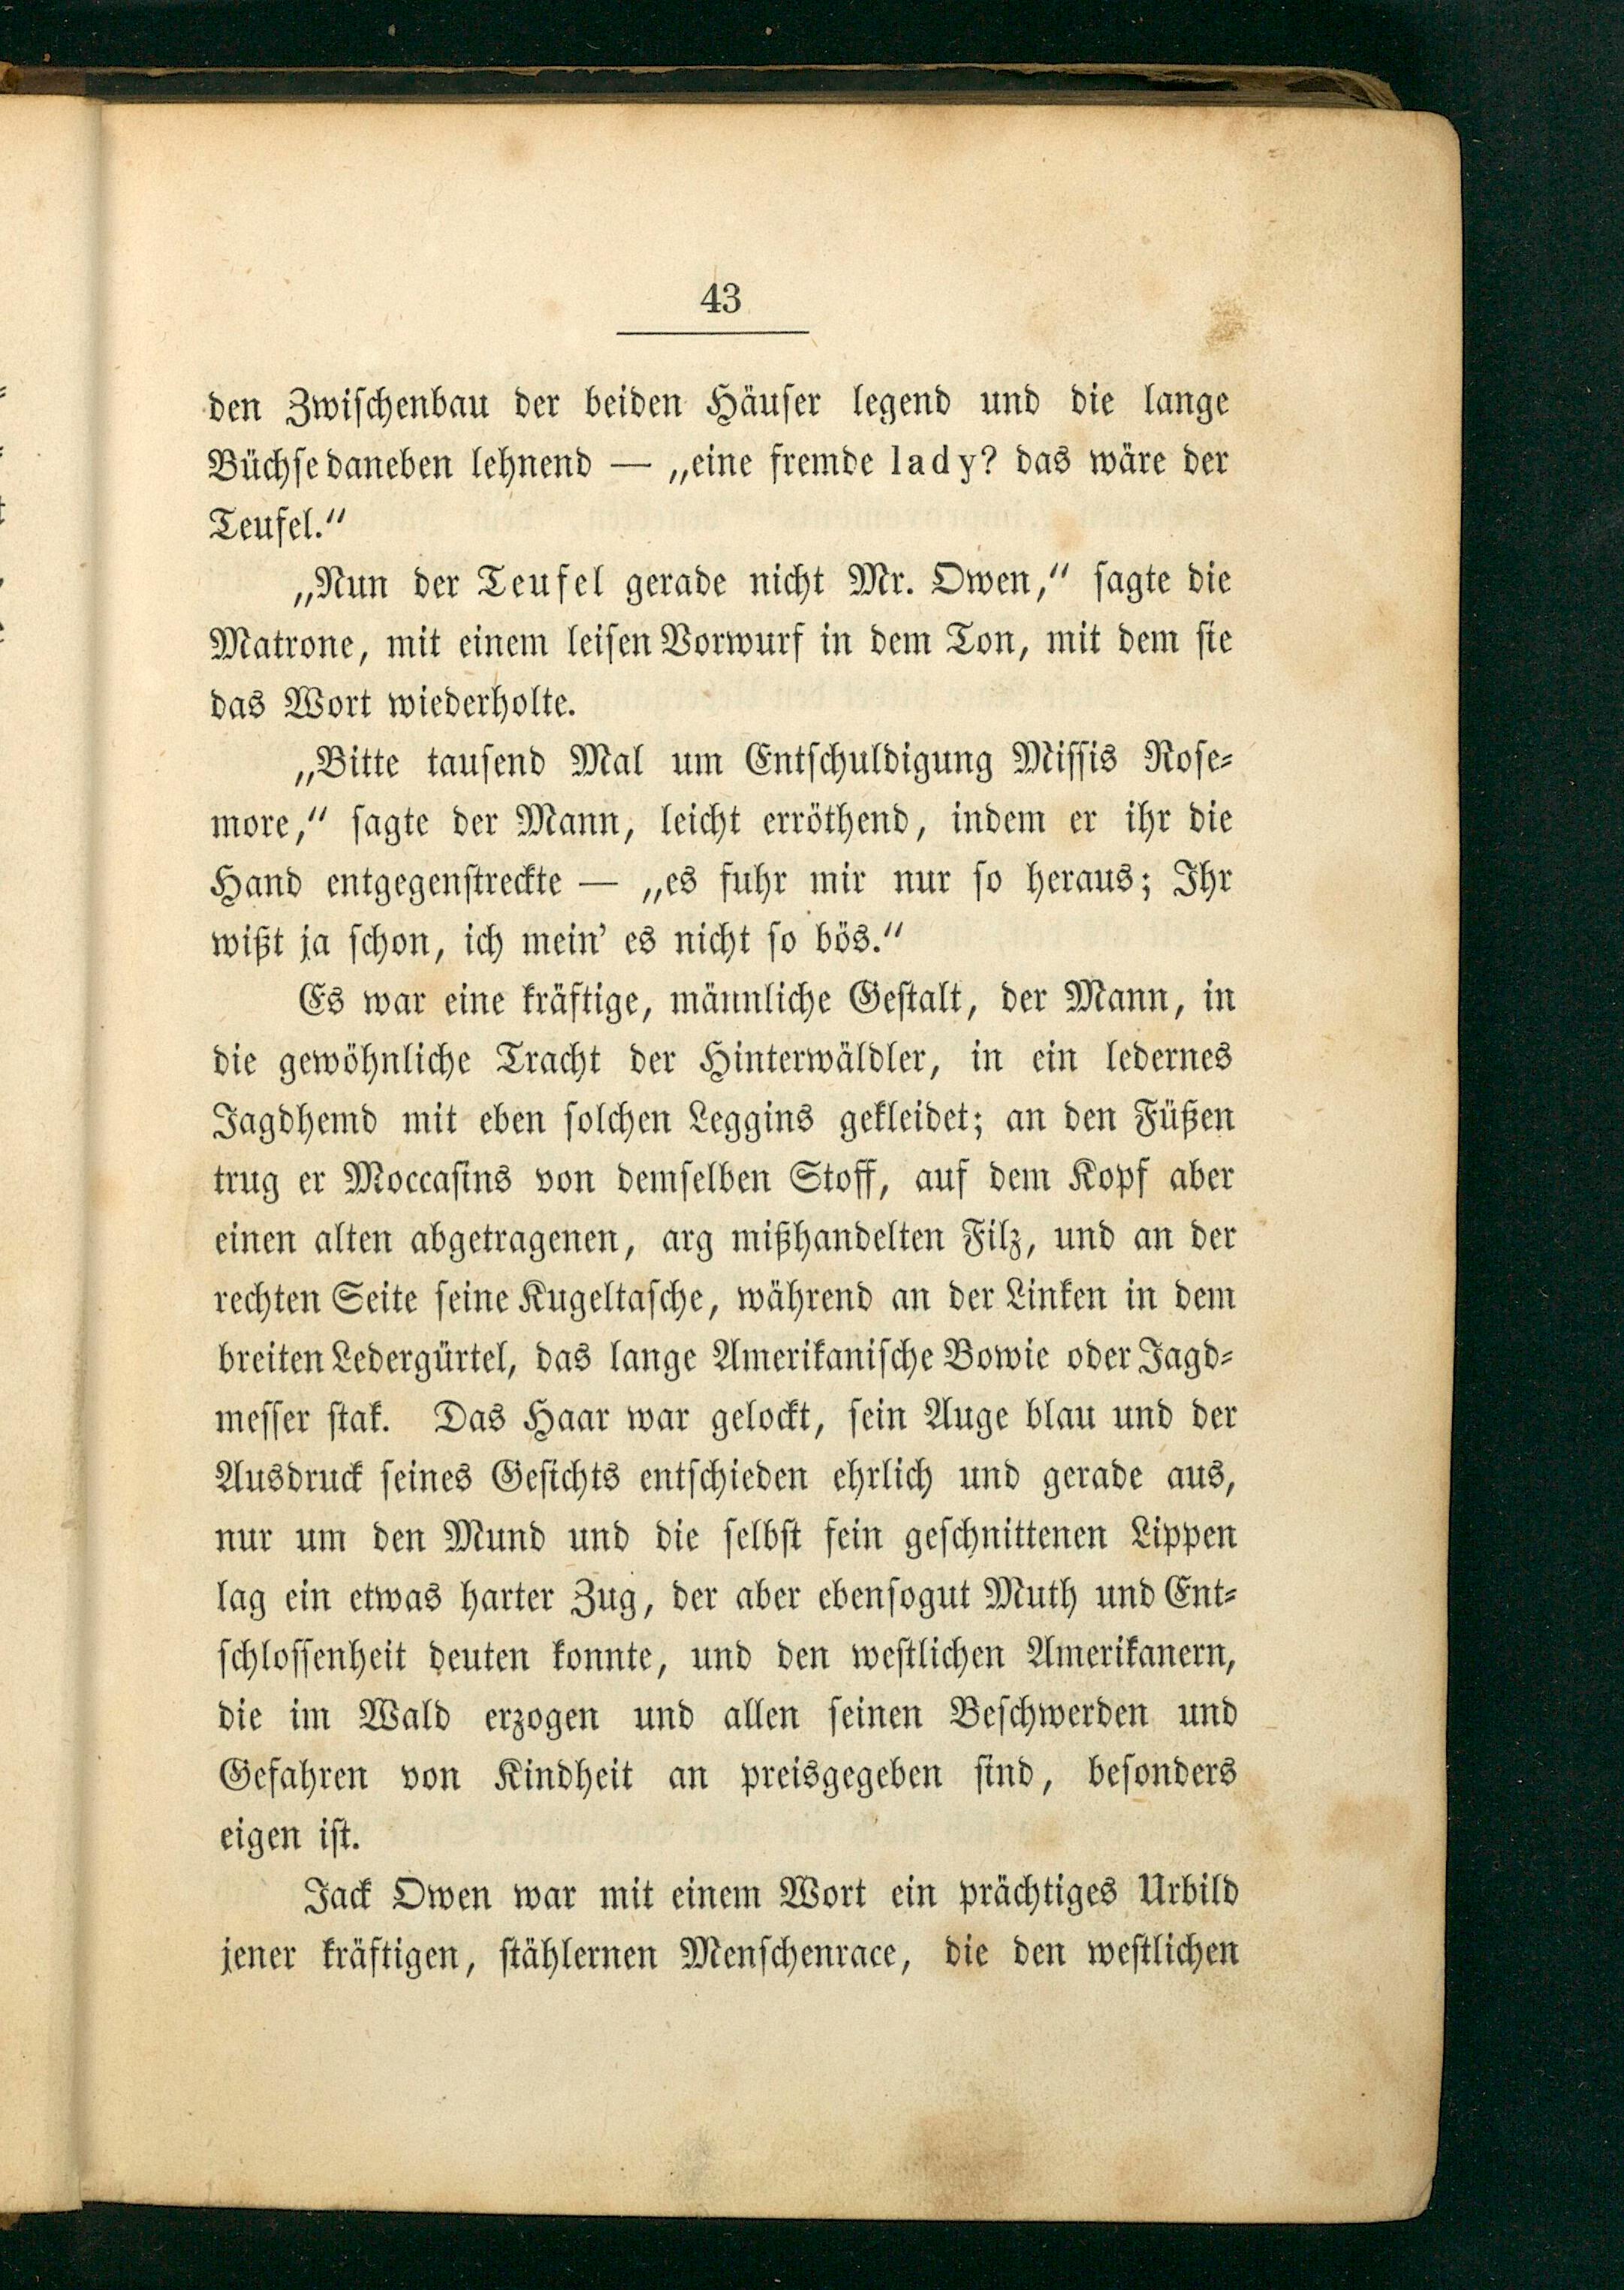 43
den Zwischenbau der beiden Häuser legend und die lange
Büchse daneben lehnend — „eine fremde lady? das wäre der
Teufel.“
„Nun der Teufel gerade nicht Mr. Owen,“ sagte die
Matrone, mit einem leisen Vorwurf in dem Ton, mit dem sie
das Wort wiederholte.
„Bitte tausend Mal um Entschuldigung Missis Rose-
more,“ sagte der Mann, leicht erröthend, indem er ihr die
Hand entgegenstreckte — „es fuhr mir nur so heraus; Ihr
wißt ja schon, ich mein’ es nicht so bös.“
Es war eine kräftige, männliche Gestalt, der Mann, in
die gewöhnliche Tracht der Hinterwäldler, in ein ledernes
Jagdhemd mit eben solchen Leggins gekleidet; an den Füßen
trug er Moccasins von demselben Stoff, auf dem Kopf aber
einen alten abgetragenen, arg mißhandelten Filz, und an der
rechten Seite seine Kugeltasche, während an der Linken in dem
breiten Ledergürtel, das lange Amerikanische Bowie oder Jagd-
messer stak. Das Haar war gelockt, sein Auge blau und der
Ausdruck seines Gesichts entschieden ehrlich und gerade aus,
nur um den Mund und die selbst fein geschnittenen Lippen
lag ein etwas harter Zug, der aber ebensogut Muth und Ent-
schlossenheit deuten konnte, und den westlichen Amerikanern,
die im Wald erzogen und allen seinen Beschwerden und
Gefahren von Kindheit an preisgegeben sind, besonders
eigen ist.
Jack Owen war mit einem Wort ein prächtiges Urbild
jener kräftigen, stählernen Menschenrace, die den westlichen